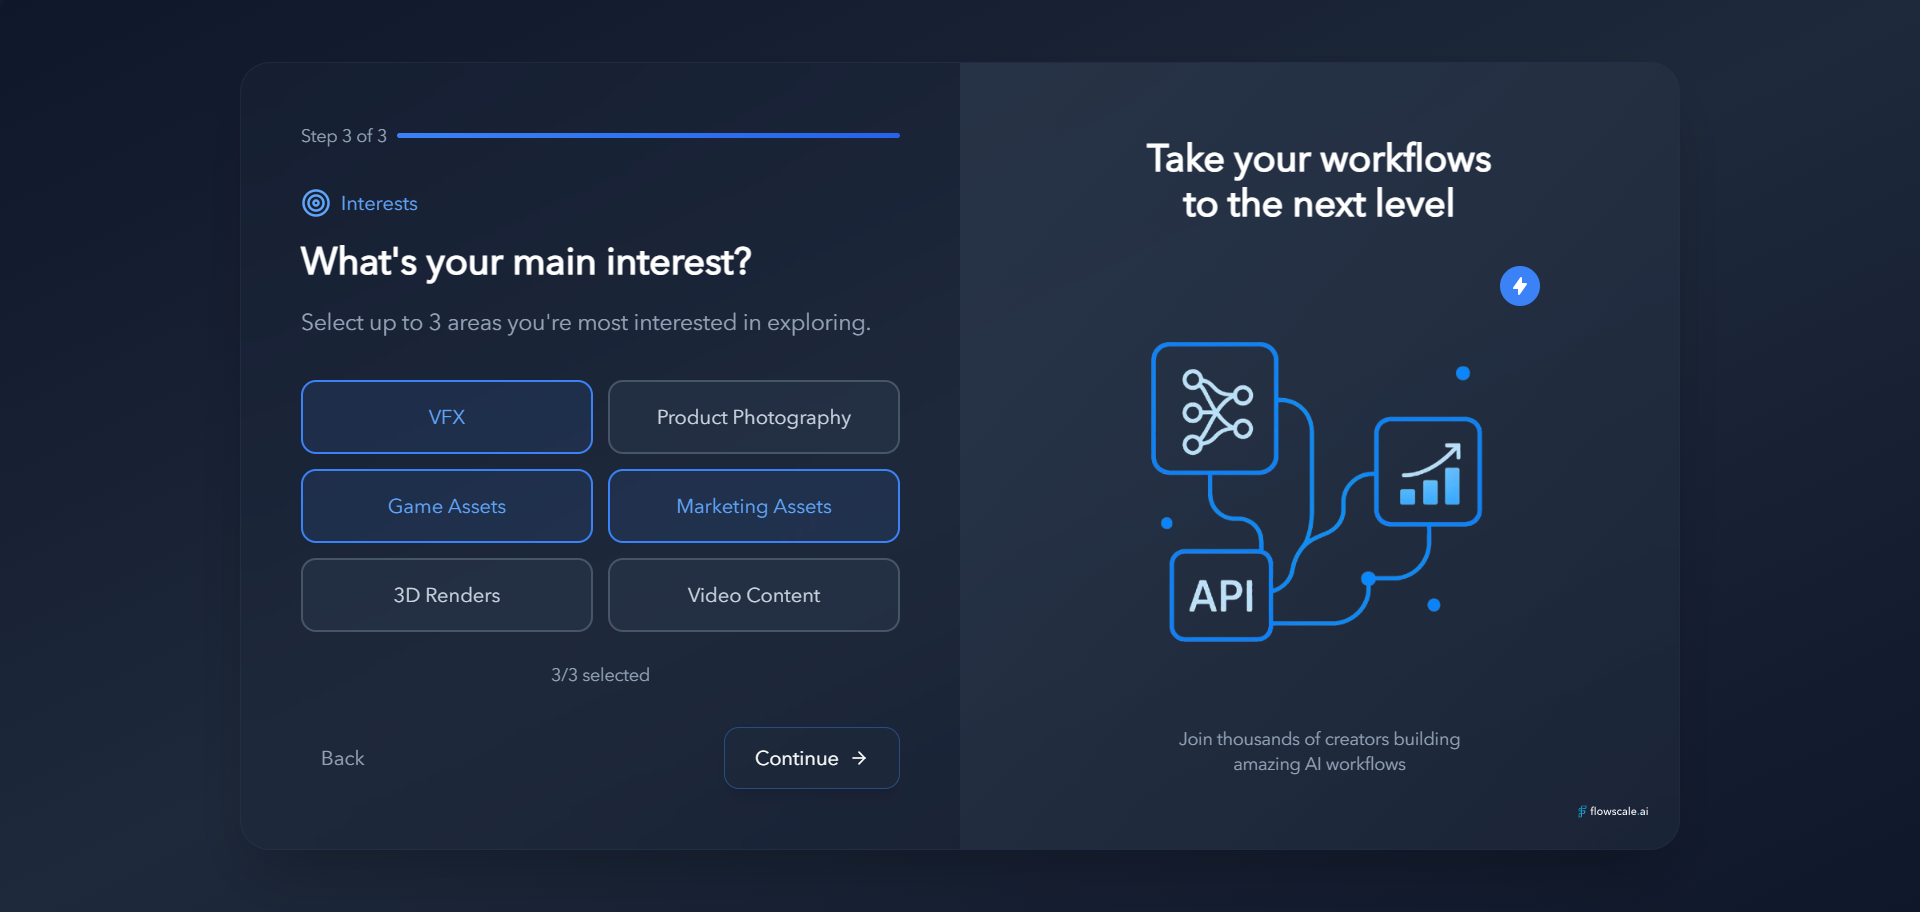 Step 3 of 3
Interests
What's your main interest?
Select up to 3 areas you're most interested in exploring.
VFX
Product Photography
Game Assets
Marketing Assets
3D Renders
Video Content
3/3 selected
Back
Continue
Take your workflows
to the next level
API
Join thousands of creators building
amazing AI workflows
flowscale.ai